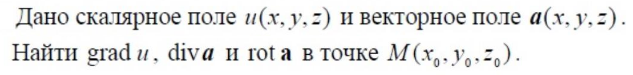 Дано скалярное поле u(x, y, z) и векторное поле a(x, y, z).
Найти grad u, div a и rot a в точке M(x₀, y₀, z₀).